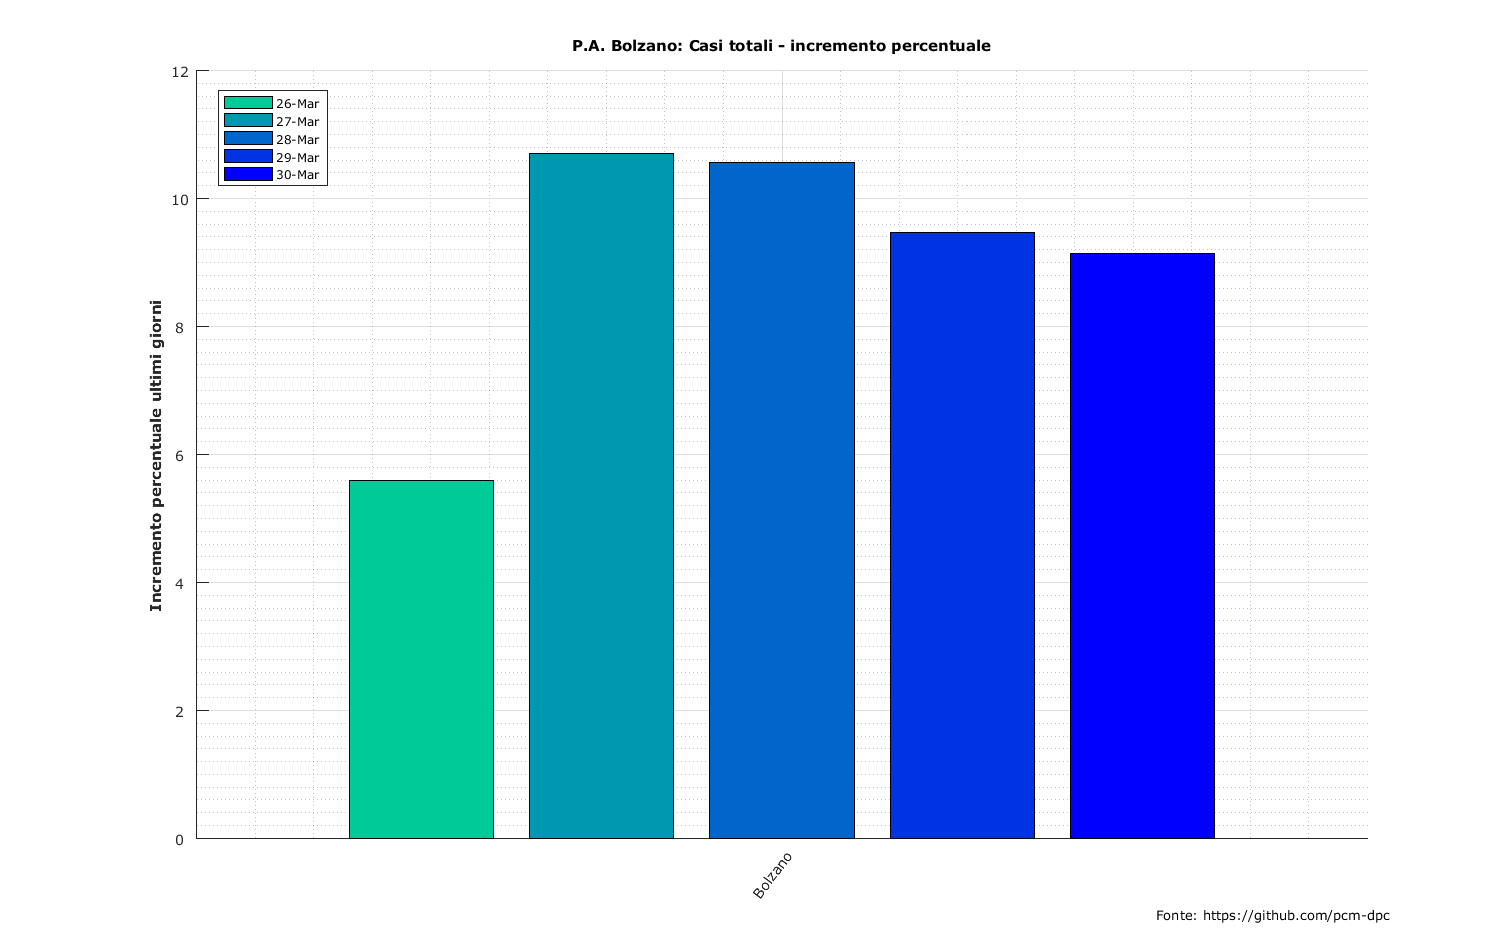 P.A. Bolzano: Casi totali - incremento percentuale
12
10
8
6
4
2
0
26-Mar
27-Mar
28-Mar
29-Mar
30-Mar
Incremento percentuale ultimi giorni
Bolzano
Fonte: https://github.com/pcm-dpc